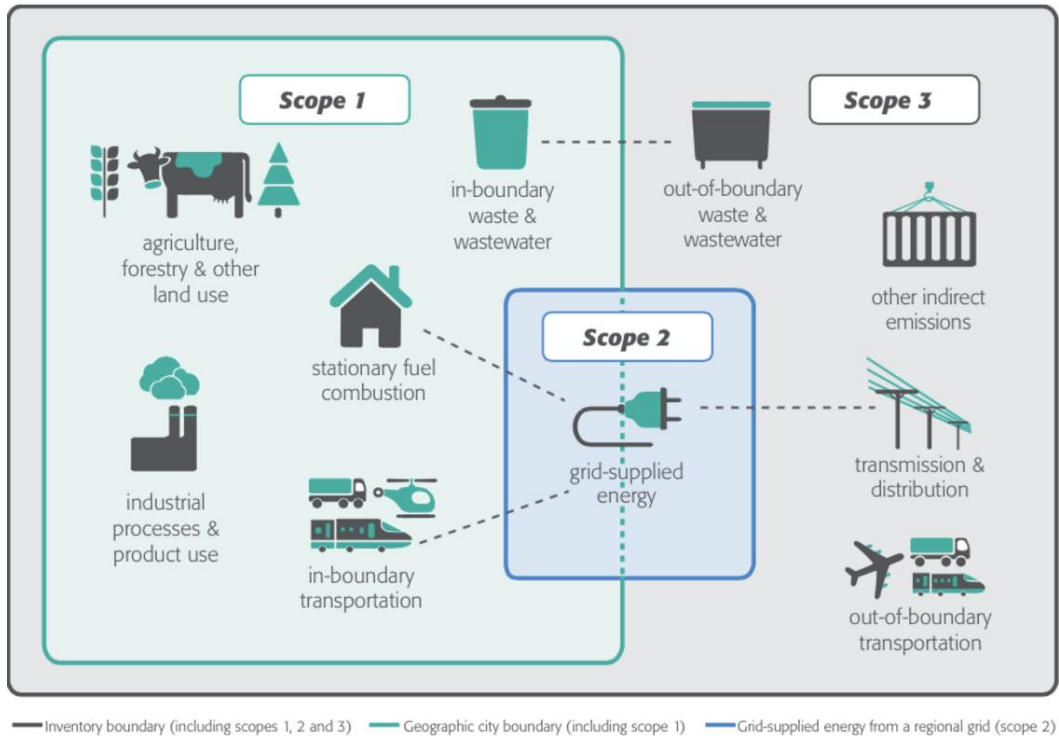 Scope 1
Scope 3
in-boundary
waste &
wastewater
out-of-boundary
waste &
wastewater
agriculture,
forestry & other
land use
other indirect
emissions
Scope 2
stationary fuel
combustion
grid-supplied
energy
transmission &
distribution
industrial
processes &
product use
in-boundary
transportation
out-of-boundary
transportation
Inventory boundary (including scopes 1, 2 and 3)
Geographic city boundary (including scope 1)
Grid-supplied energy from a regional grid (scope 2)